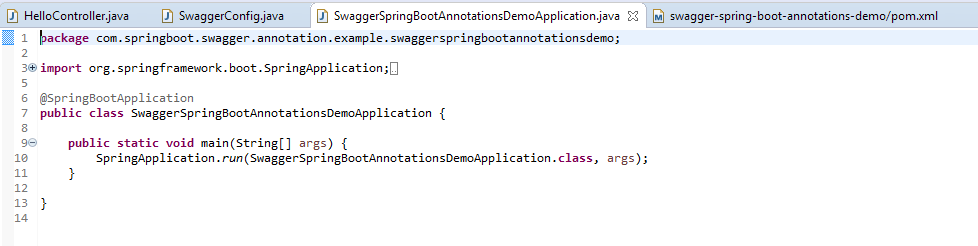 HelloController.java SwaggerConfig.java SwaggerSpringBootAnnotationsDemoApplication.java swagger-spring-boot-annotations-demo/pom.xml
1 package com.springboot.swagger.annotation.example.swaggerspringbootannotationsdemo;
2
3 import org.springframework.boot.SpringApplication;
5
6 @SpringBootApplication
7 public class SwaggerSpringBootAnnotationsDemoApplication {
8
9 public static void main(String[] args) {
10 SpringApplication.run(SwaggerSpringBootAnnotationsDemoApplication.class, args);
11 }
12
13 }
14